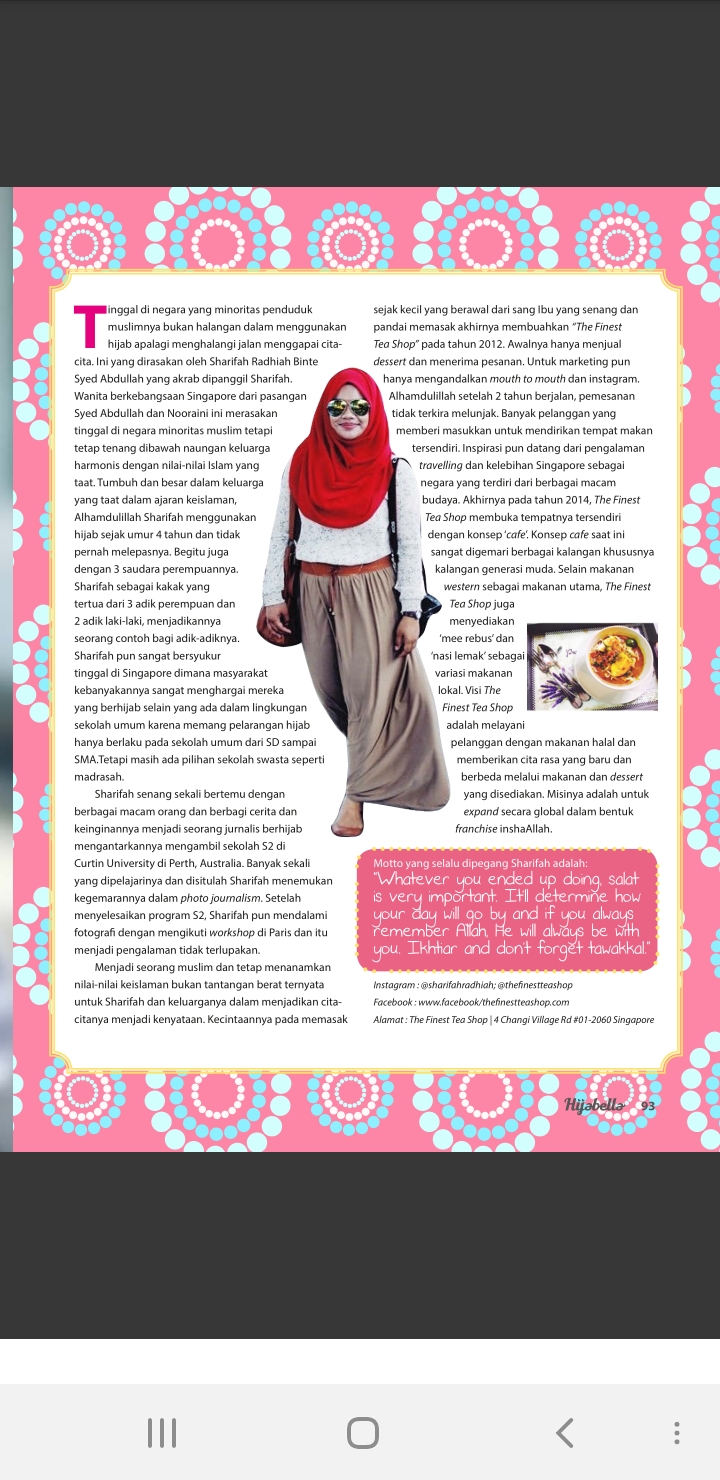 Tinggal di negara yang minoritas penduduk
muslimnya bukan halangan dalam menggunakan
hijab apalagi menghalangi jalan menggapai cita-
cita. Ini yang dirasakan oleh Sharifah Radhiah Binte
Syed Abdullah yang akrab dipanggil Sharifah.
Wanita berkebangsaan Singapore dari pasangan
Syed Abdullah dan Nooraini ini merasakan
tinggal di negara minoritas muslim tetapi
tetap tenang dibawah naungan keluarga
harmonis dengan nilai-nilai Islam yang
taat. Tumbuh dan besar dalam keluarga
yang taat dalam ajaran keislaman,
Alhamdulillah Sharifah menggunakan
hijab sejak umur 4 tahun dan tidak
pernah melepasnya. Begitu juga
dengan 3 saudara perempuannya.
Sharifah sebagai kakak yang
tertua dari 3 adik perempuan dan
2 adik laki-laki, menjadikannya
seorang contoh bagi adik-adiknya.
Sharifah pun sangat bersyukur
tinggal di Singapore dimana masyarakat
kebanyakannya sangat menghargai mereka
yang berhijab selain yang ada dalam lingkungan
sekolah umum karena memang pelarangan hijab
hanya berlaku pada sekolah umum dari SD sampai
SMA.Tetapi masih ada pilihan sekolah swasta seperti
madrasah.
Sharifah senang sekali bertemu dengan
berbagai macam orang dan berbagi cerita dan
keinginannya menjadi seorang jurnalis berhijab
mengantarkannya mengambil sekolah S2 di
Curtin University di Perth, Australia. Banyak sekali
yang dipelajarinya dan disitulah Sharifah menemukan
kegemarannya dalam photo journalism. Setelah
menyelesaikan program S2, Sharifah pun mendalami
fotografi dengan mengikuti workshop di Paris dan itu
menjadi pengalaman tidak terlupakan.
Menjadi seorang muslim dan tetap menanamkan
nilai-nilai keislaman bukan tantangan berat ternyata
untuk Sharifah dan keluarganya dalam menjadikan cita-
citanya menjadi kenyataan. Kecintaannya pada memasak
sejak kecil yang berawal dari sang Ibu yang senang dan
pandai memasak akhirnya membuahkan "The Finest
Tea Shop" pada tahun 2012. Awalnya hanya menjual
dessert dan menerima pesanan. Untuk marketing pun
hanya mengandalkan mouth to mouth dan instagram.
Alhamdulillah setelah 2 tahun berjalan, pemesanan
tidak terkira melunjak. Banyak pelanggan yang
memberi masukkan untuk mendirikan tempat makan
tersendiri. Inspirasi pun datang dari pengalaman
travelling dan kelebihan Singapore sebagai
negara yang terdiri dari berbagai macam
budaya. Akhirnya pada tahun 2014, The Finest
Tea Shop membuka tempatnya tersendiri
dengan konsep 'cafe'. Konsep cafe saat ini
sangat digemari berbagai kalangan khususnya
kalangan generasi muda. Selain makanan
western sebagai makanan utama, The Finest
Tea Shop juga
menyediakan
'mee rebus' dan
'nasi lemak' sebagai
variasi makanan
lokal. Visi The
Finest Tea Shop
adalah melayani
pelanggan dengan makanan halal dan
memberikan cita rasa yang baru dan
berbeda melalui makanan dan dessert
yang disediakan. Misinya adalah untuk
expand secara global dalam bentuk
franchise inshaAllah.
Motto yang selalu dipegang Sharifah adalah:
"Whatever you ended up doing, salat
is very important. It'll determine how
your day will go by and if you always
remember Allah, He will always be with
you. Ikhtiar and don't forget tawakkal."
Instagram : @sharifahradhiah; @thefinestteashop
Facebook : www.facebook/thefinestteashop.com
Alamat : The Finest Tea Shop | 4 Changi Village Rd #01-2060 Singapore
Hijabella 93